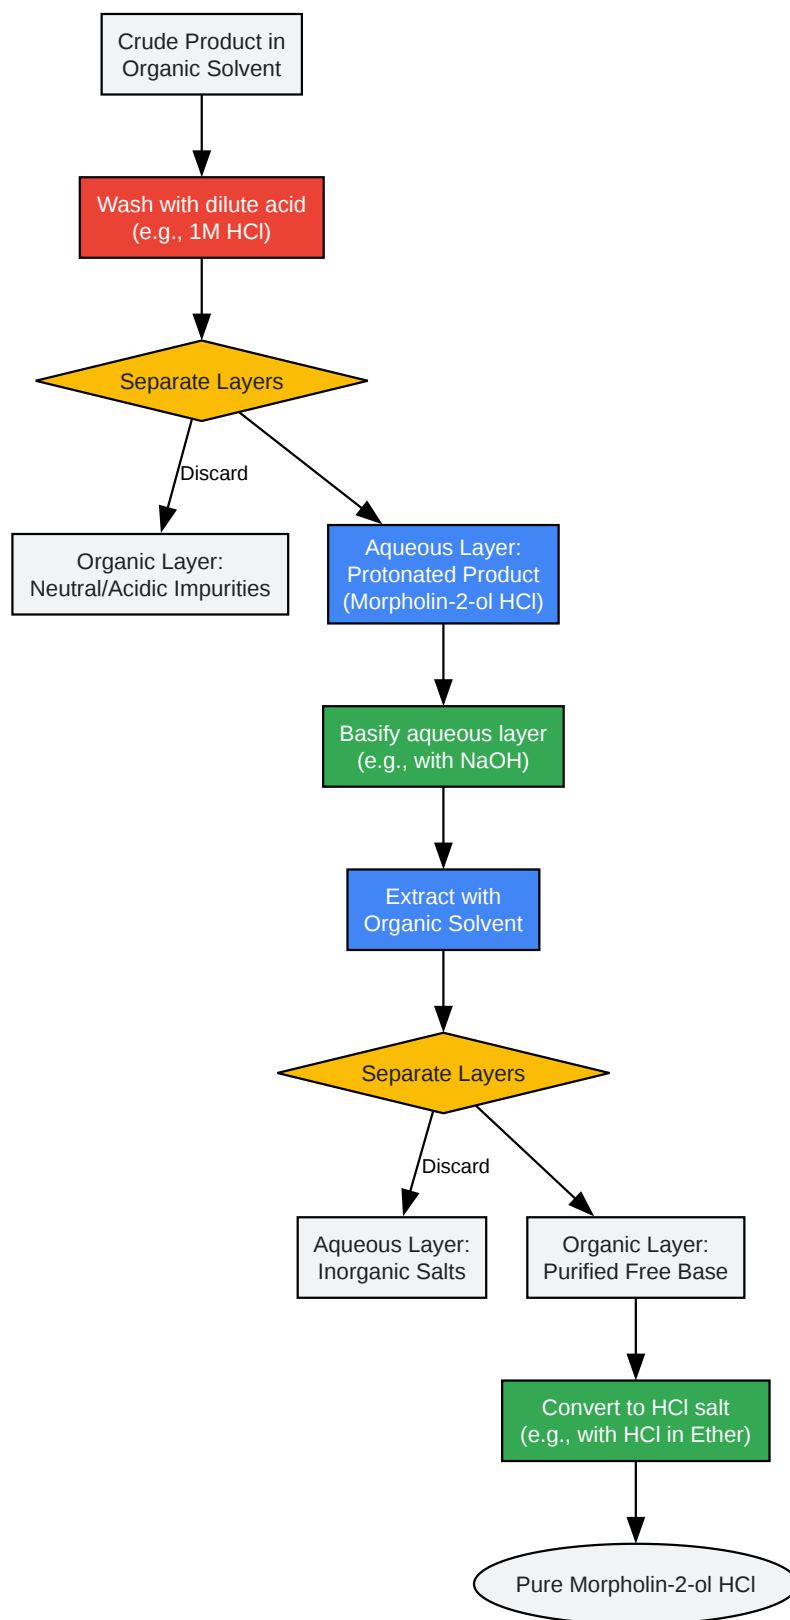 Crude Product in
Organic Solvent
Wash with dilute acid
(e.g., 1M HCl)
Separate Layers
Discard
Organic Layer:
Neutral/Acidic Impurities
Aqueous Layer:
Protonated Product
(Morpholin-2-ol HCl)
Basify aqueous layer
(e.g., with NaOH)
Extract with
Organic Solvent
Separate Layers
Discard
Aqueous Layer:
Inorganic Salts
Organic Layer:
Purified Free Base
Convert to HCl salt
(e.g., with HCl in Ether)
Pure Morpholin-2-ol HCl